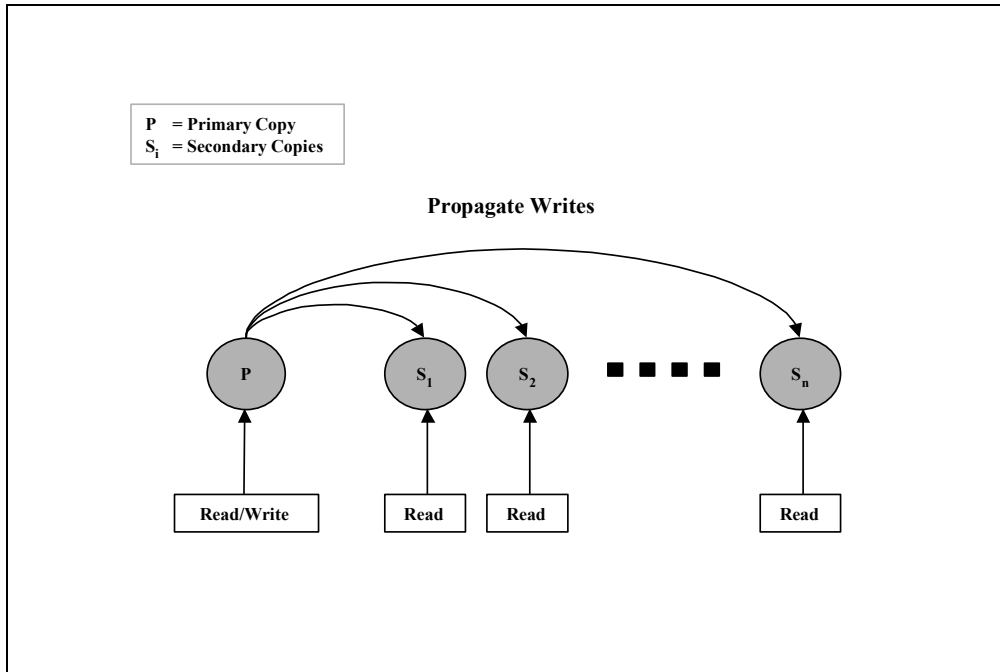 P = Primary Copy
Si = Secondary Copies
Propagate Writes
P S1 S2 Sn
Read/Write Read Read Read